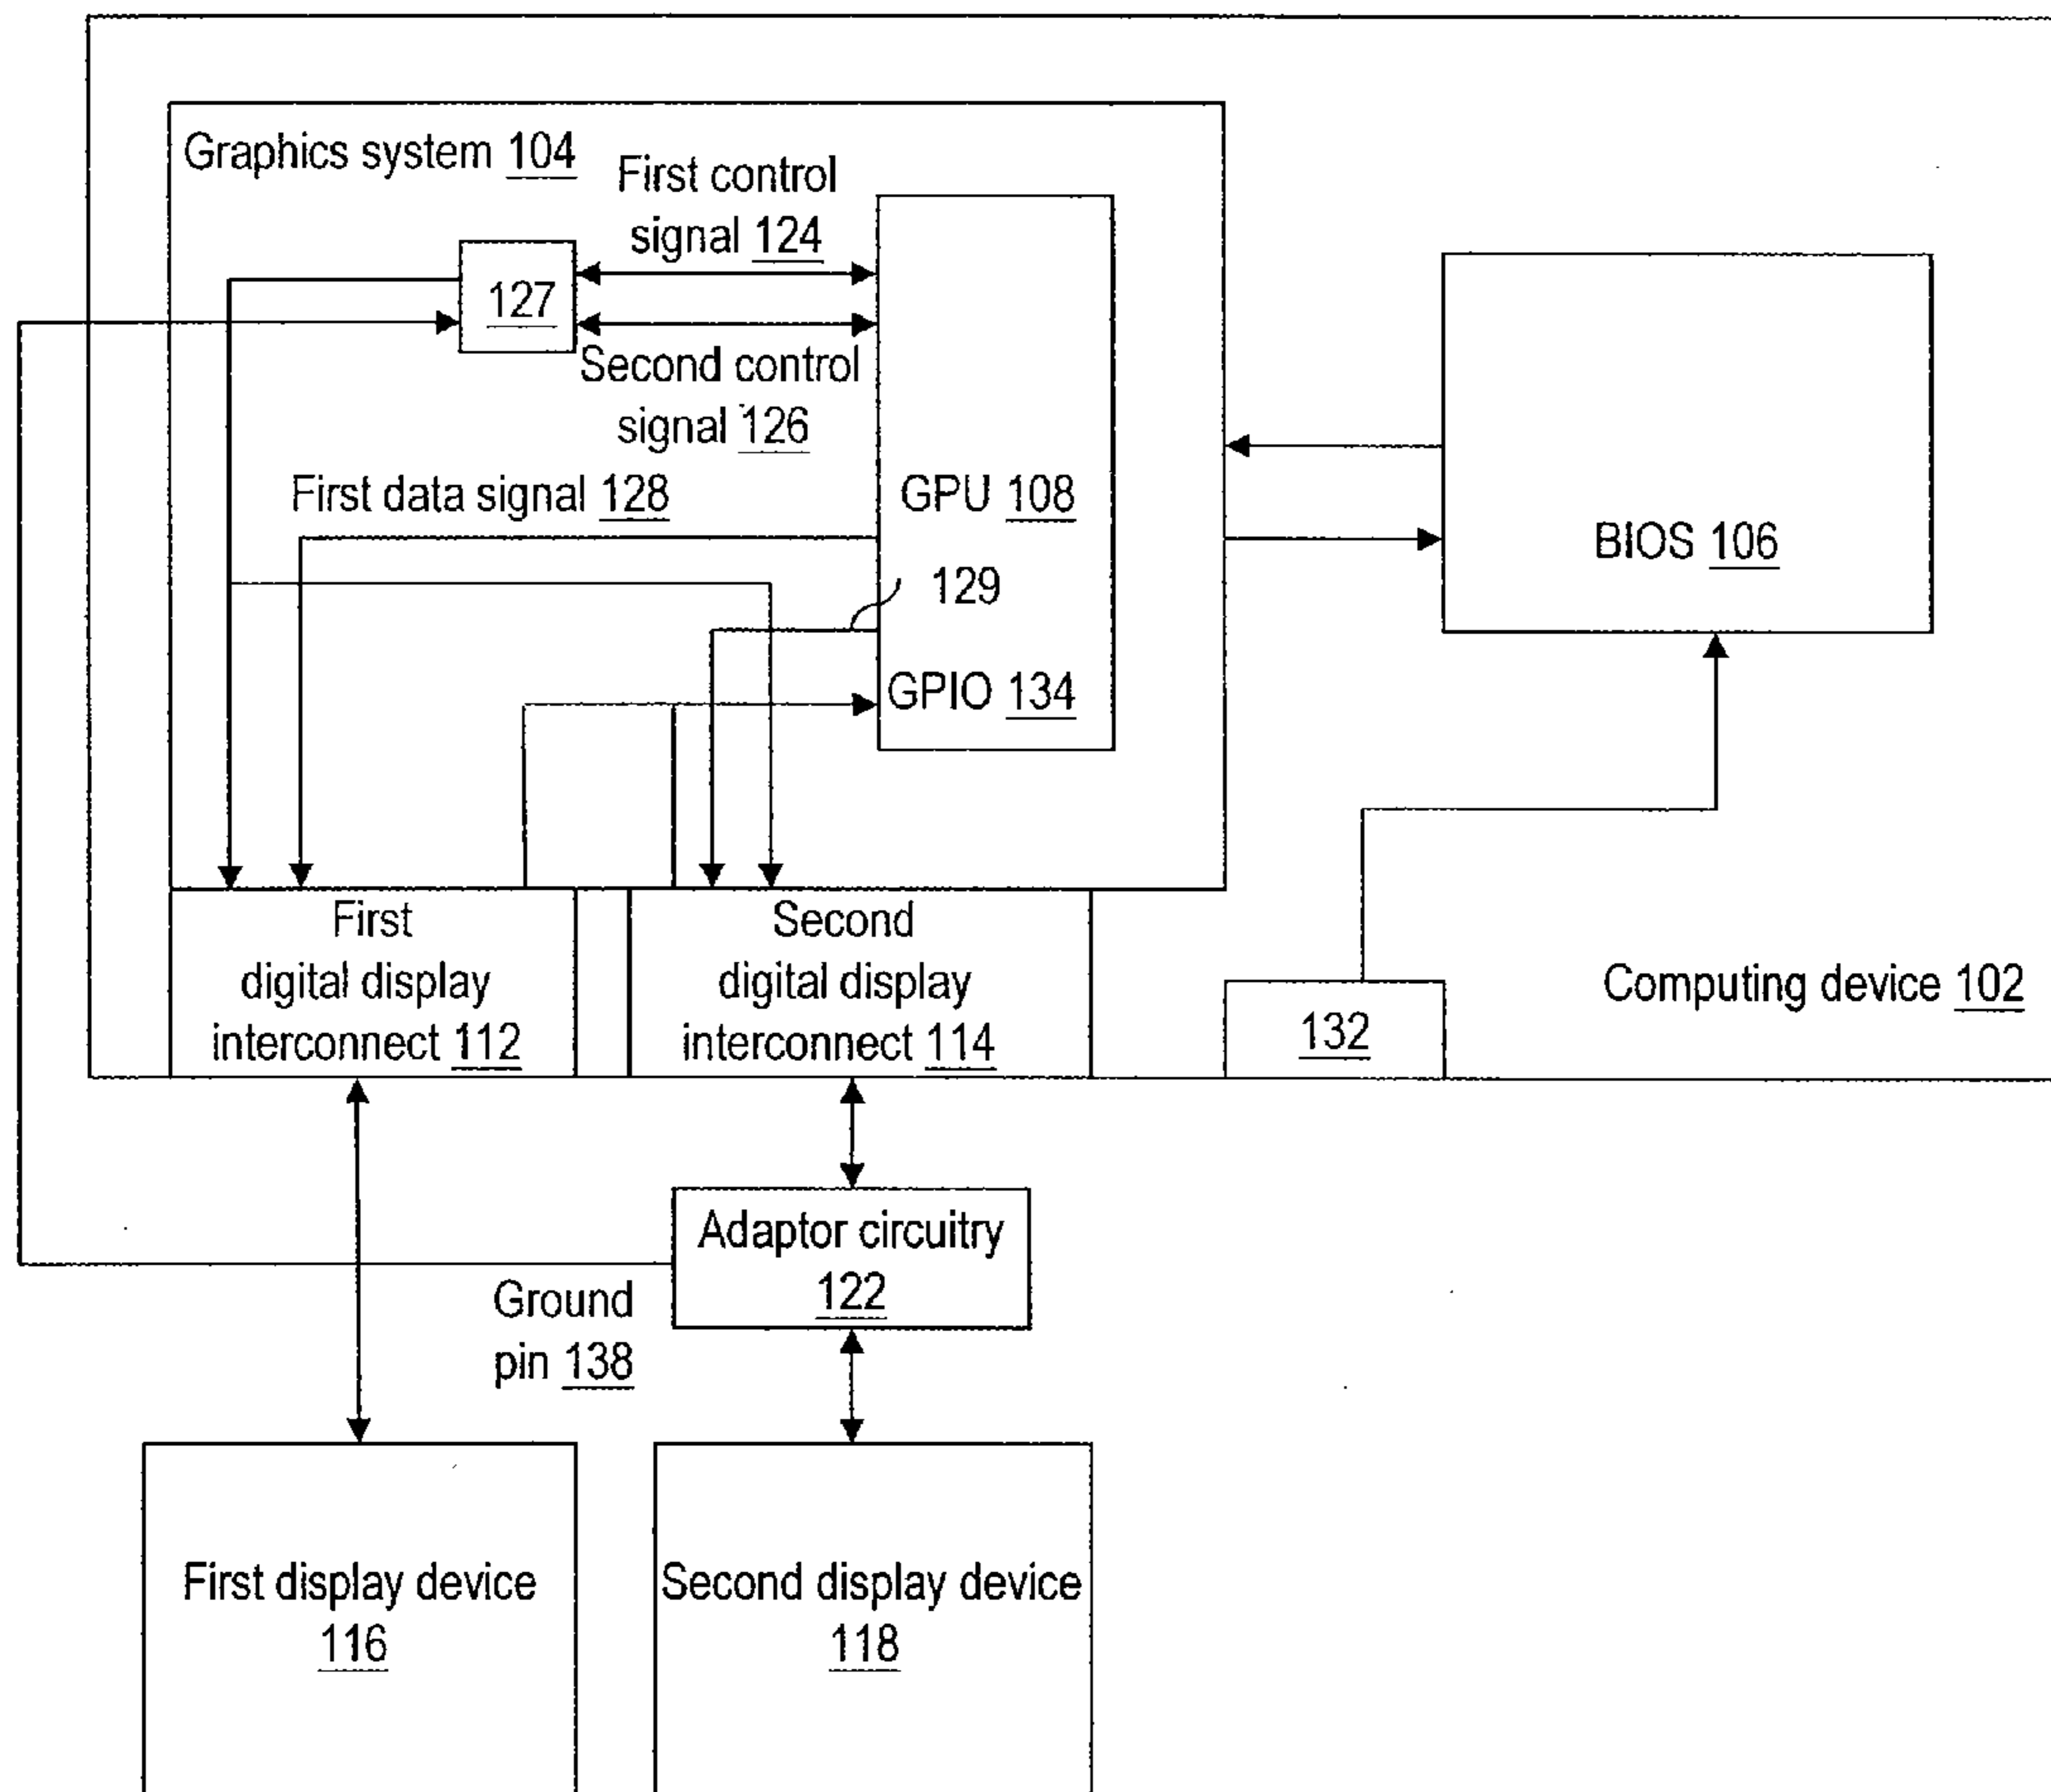 Graphics system 104
First control
signal 124
127
Second control
signal 126
First data signal 128
GPU 108
129
GPIO 134
BIOS 106
First
digital display
interconnect 112
Second
digital display
interconnect 114
132
Computing device 102
Adaptor circuitry
122
Ground
pin 138
First display device
116
Second display device
118